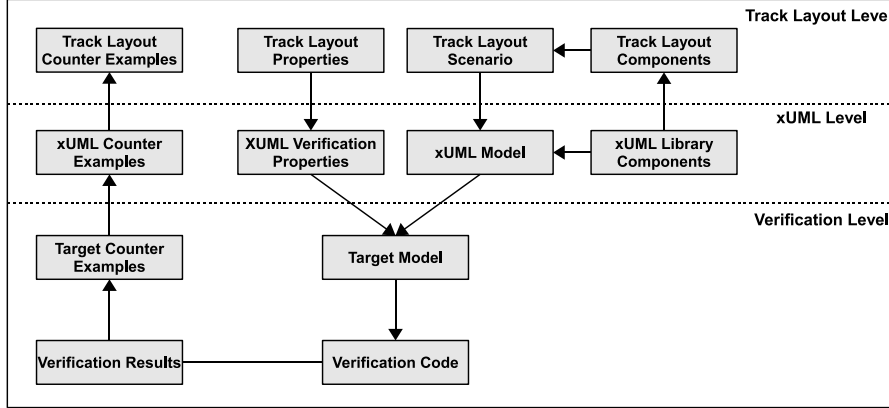 Track Layout Leve
Track Layout
Counter Examples
Track Layout
Properties
Track Layout
Scenario
Track Layout
Components
xUML Level
xUML Counter
Examples
XUML Verification
Properties
xUML Model
xUML Library
Components
Verification Level
Target Counter
Examples
Target Model
Verification Results
Verification Code